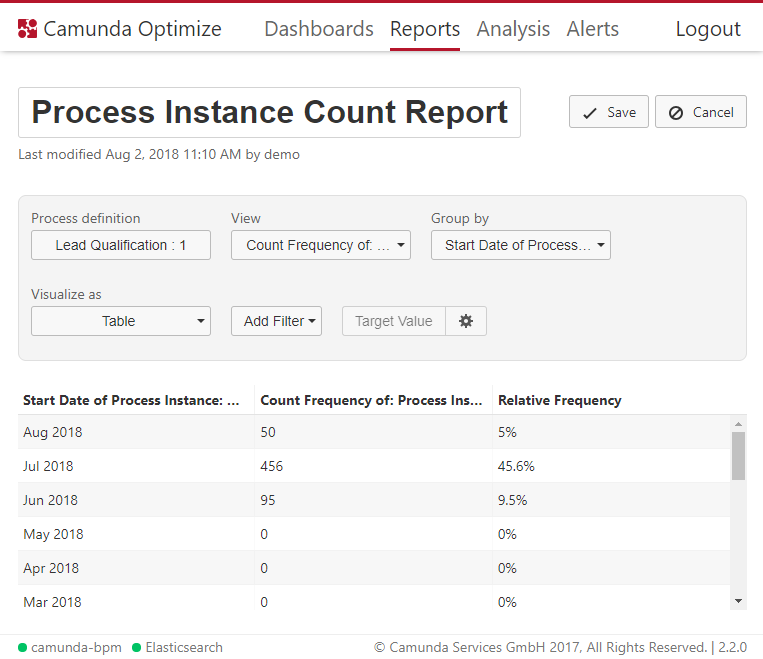 Camunda Optimize Dashboards Reports Analysis Alerts Logout
Process Instance Count Report Save Cancel
Last modified Aug 2, 2018 11:10 AM by demo
Process definition View Group by
Lead Qualification : 1 Count Frequency of: ... Start Date of Process...
Visualize as
Table Add Filter Target Value
Start Date of Process Instance: ... Count Frequency of: Process Ins... Relative Frequency
Aug 2018 50 5%
Jul 2018 456 45.6%
Jun 2018 95 9.5%
May 2018 0 0%
Apr 2018 0 0%
Mar 2018 0 0%
camunda-bpm Elasticsearch © Camunda Services GmbH 2017, All Rights Reserved. | 2.2.0